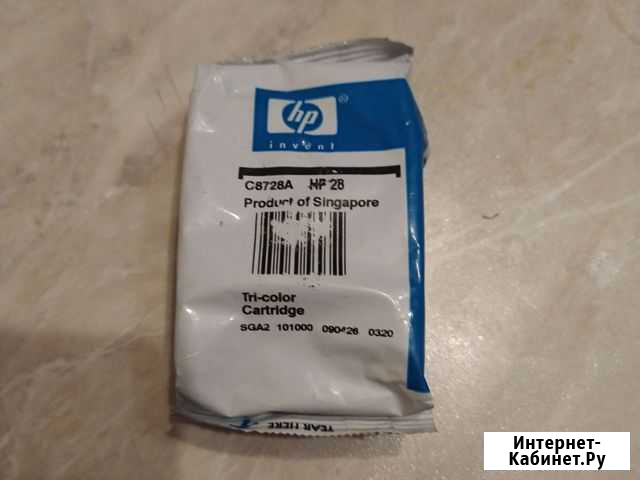 hp
®
invent
C8728A HP 28
Product of Singapore
Tri-color
Cartridge
SGA2 101000 090426 0320
TEAR HERE
Интернет-
Кабинет.Ру